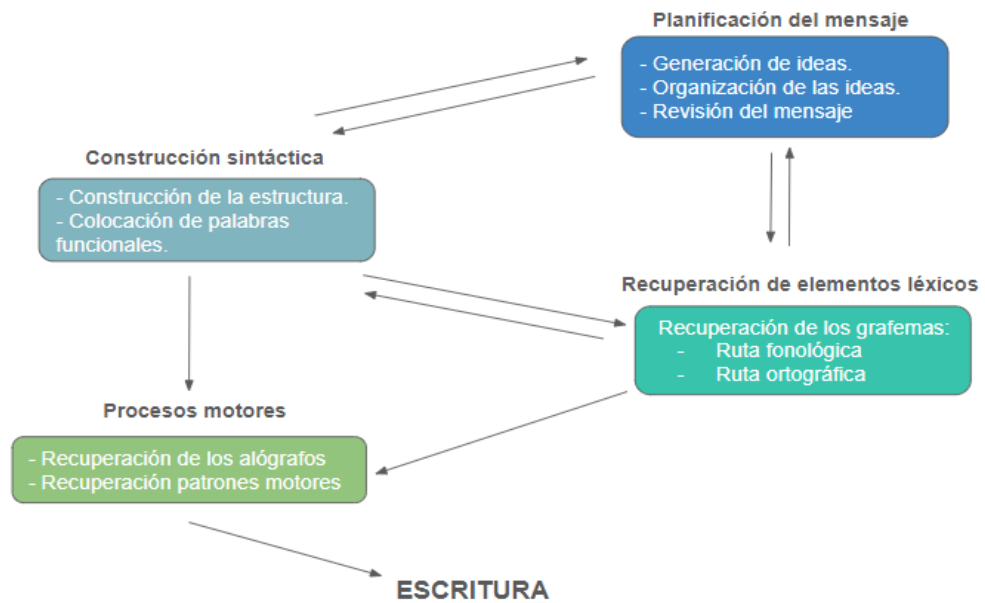 Planificación del mensaje
- Generación de ideas.
- Organización de las ideas.
- Revisión del mensaje
Construcción sintáctica
- Construcción de la estructura.
- Colocación de palabras
funcionales.
Recuperación de elementos léxicos
Recuperación de los grafemas:
- Ruta fonológica
- Ruta ortográfica
Procesos motores
- Recuperación de los alógrafos
- Recuperación patrones motores
ESCRITURA